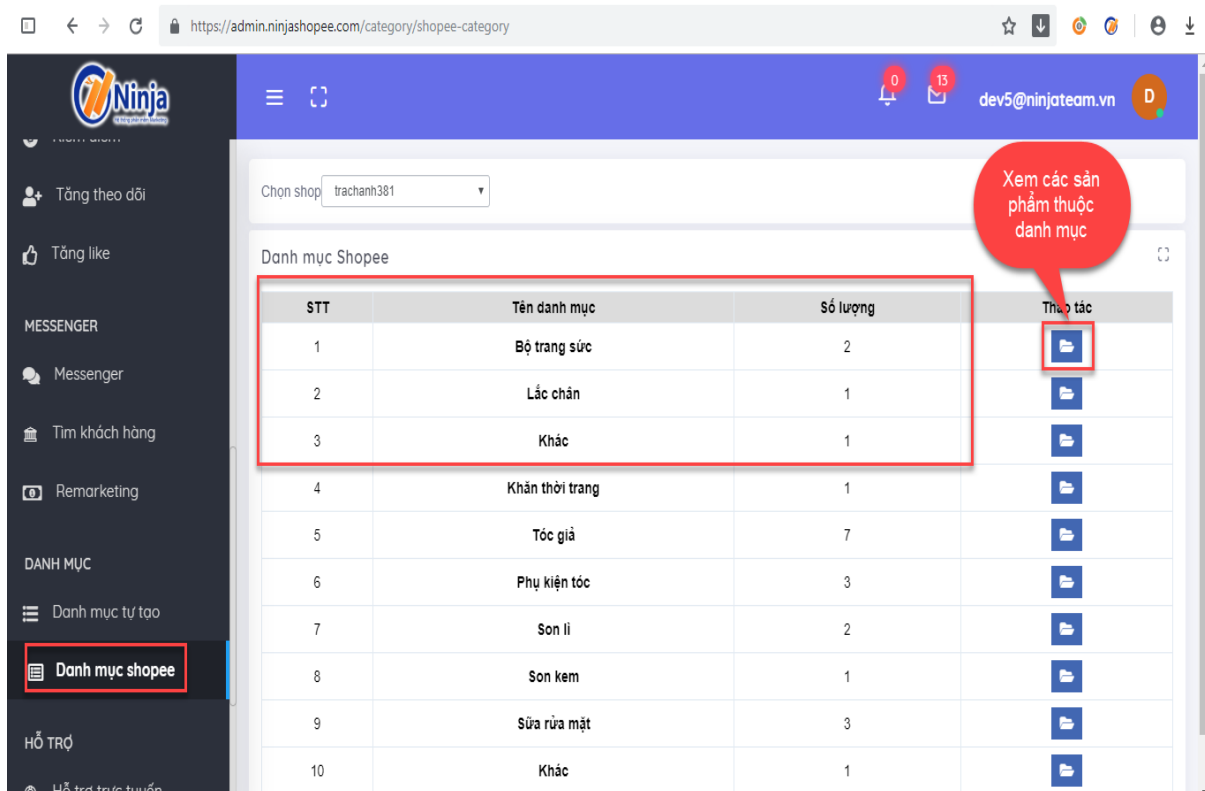 https://admin.ninjashopee.com/category/shopee-category
Ninja
0
13
dev5@ninjateam.vn
D
Tăng theo dõi
Tăng like
MESSENGER
Messenger
Tìm khách hàng
Remarketing
DANH MỤC
Danh mục tự tạo
Danh mục shopee
HỖ TRỢ
Hỗ trợ trực tuyến
Chọn shop trachanh381
Xem các sản
phẩm thuộc
danh mục
Danh mục Shopee
STT Tên danh mục Số lượng Thao tác
1 Bộ trang sức 2
2 Lắc chân 1
3 Khác 1
4 Khăn thời trang 1
5 Tóc giả 7
6 Phụ kiện tóc 3
7 Son lì 2
8 Son kem 1
9 Sữa rửa mặt 3
10 Khác 1